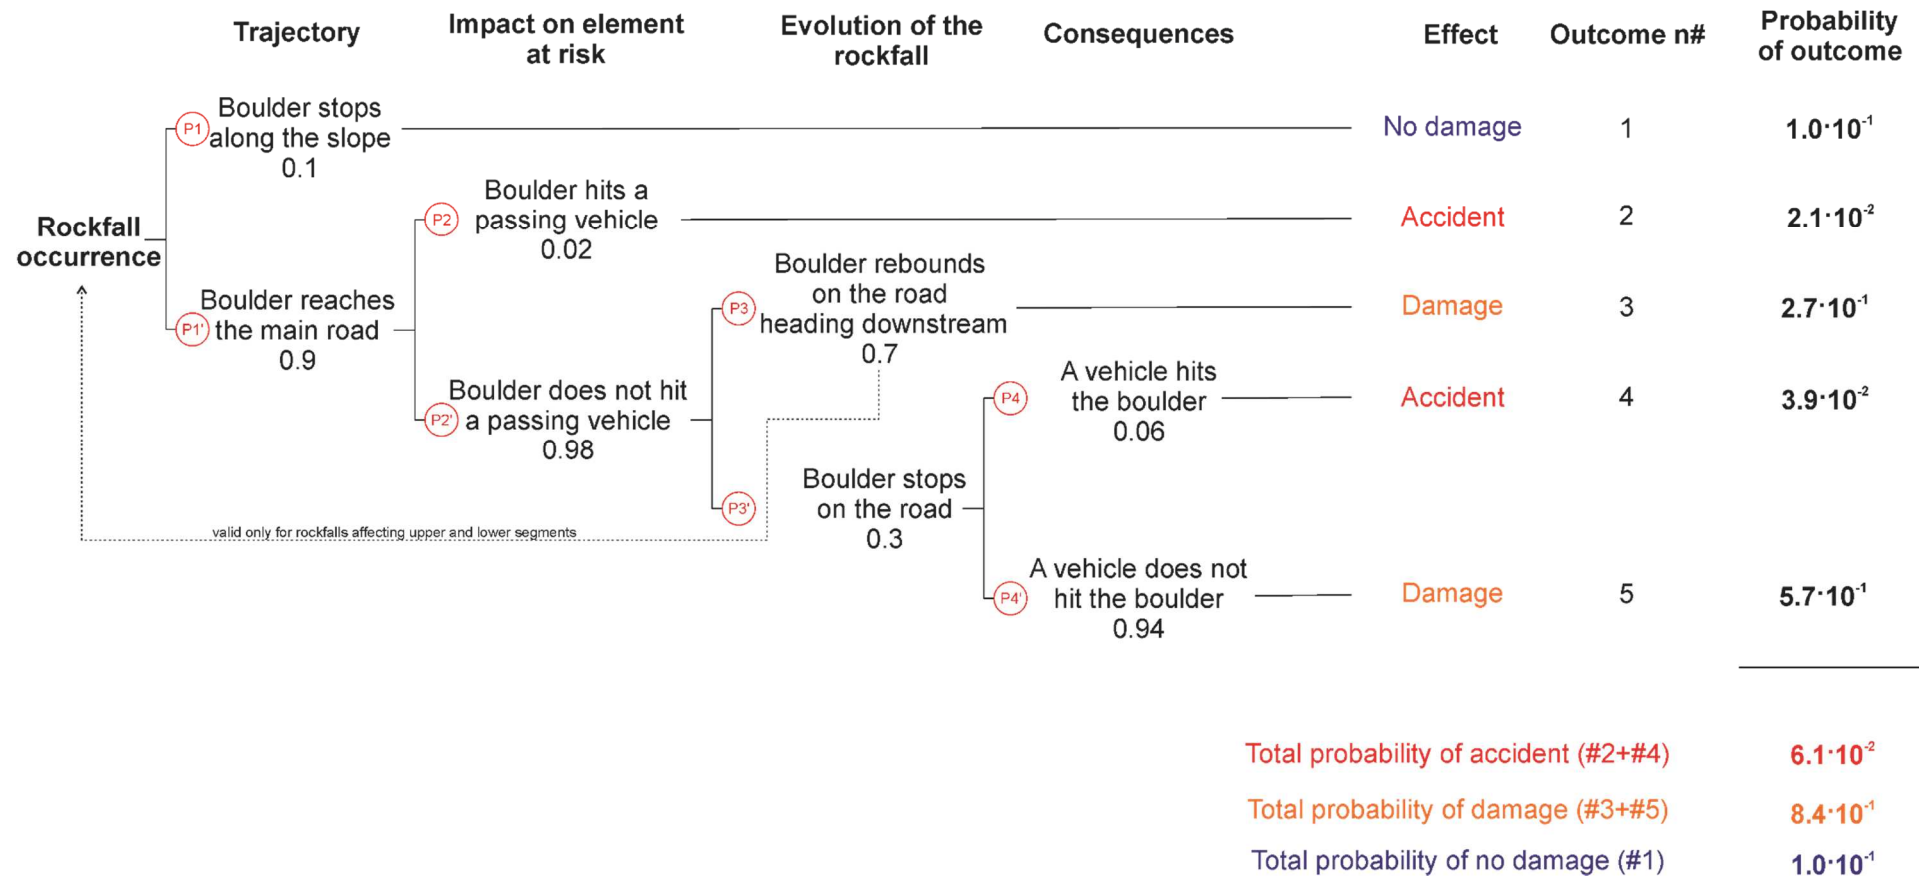 Trajectory
Impact on element
at risk
Evolution of the
rockfall
Consequences
Effect
Outcome n#
Probability
of outcome
P1
Boulder stops
along the slope
0.1
No damage
1
1.0·10⁻¹
P2
Boulder hits a
passing vehicle
0.02
Accident
2
2.1·10⁻²
Rockfall
occurrence
P1'
Boulder reaches
the main road
0.9
P3
Boulder rebounds
on the road
heading downstream
0.7
Damage
3
2.7·10⁻¹
P2'
Boulder does not hit
a passing vehicle
0.98
P4
A vehicle hits
the boulder
0.06
Accident
4
3.9·10⁻²
P3'
Boulder stops
on the road
0.3
valid only for rockfalls affecting upper and lower segments
P4'
A vehicle does not
hit the boulder
0.94
Damage
5
5.7·10⁻¹
Total probability of accident (#2+#4)
6.1·10⁻²
Total probability of damage (#3+#5)
8.4·10⁻¹
Total probability of no damage (#1)
1.0·10⁻¹